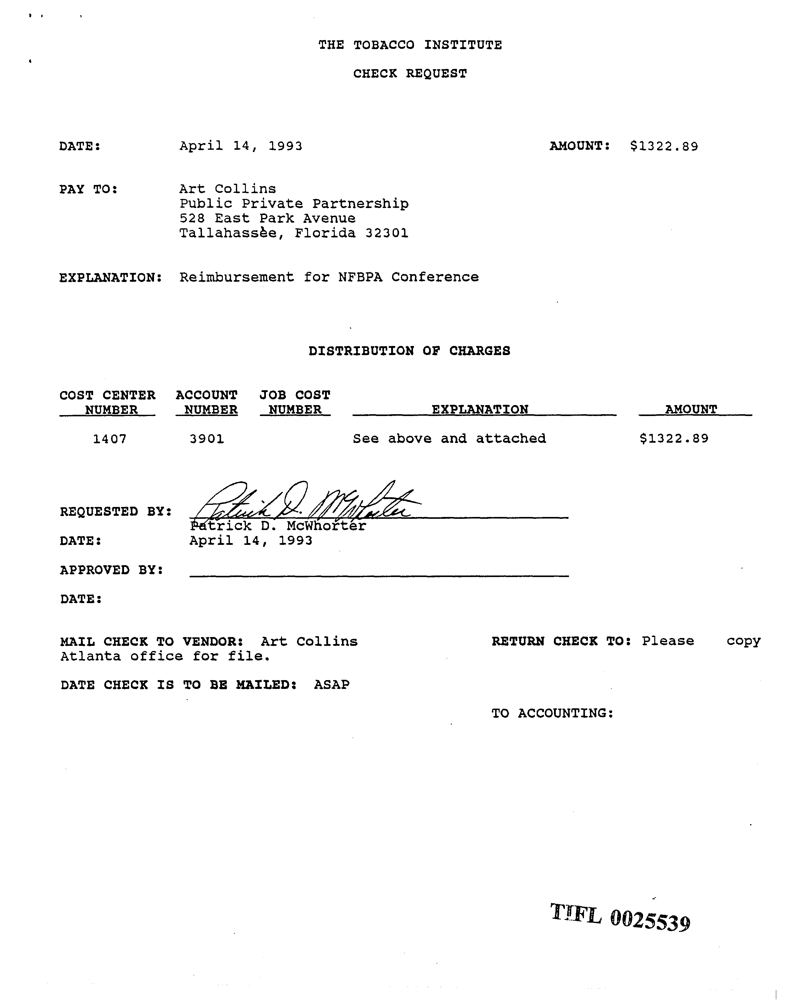 THE TOBACCO INSTITUTE
CHECK REQUEST
DATE: April 14, 1993 AMOUNT: $1322.89
PAY TO: Art Collins
Public Private Partnership
528 East Park Avenue
Tallahassee, Florida 32301
EXPLANATION: Reimbursement for NFBPA Conference
DISTRIBUTION OF CHARGES
COST CENTER ACCOUNT JOB COST
NUMBER NUMBER NUMBER EXPLANATION AMOUNT
1407 3901 See above and attached $1322.89
REQUESTED BY: Patrick D. McWhorter
Patrick D. McWhorter
DATE: April 14, 1993
APPROVED BY:
DATE:
MAIL CHECK TO VENDOR: Art Collins RETURN CHECK TO: Please copy
Atlanta office for file.
DATE CHECK IS TO BE MAILED: ASAP
TO ACCOUNTING:
TIFL 0025539